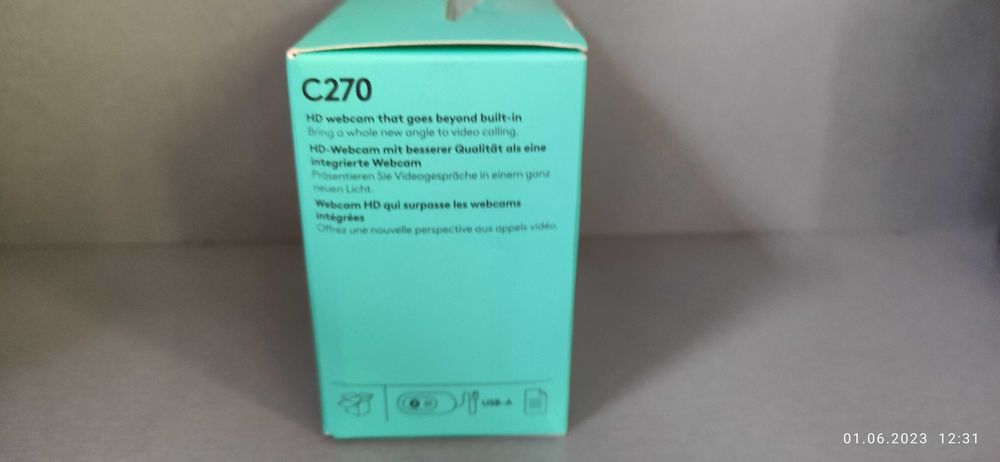 C270
HD webcam that goes beyond built-in
Bring a whole new angle to video calling.
HD-Webcam mit besserer Qualität als eine
integrierte Webcam
Präsentieren Sie Videogespräche in einem ganz
neuen Licht.
Webcam HD qui surpasse les webcams
intégrées
Offrez une nouvelle perspective aux appels vidéo.
USB-A
01.06.2023 12:31